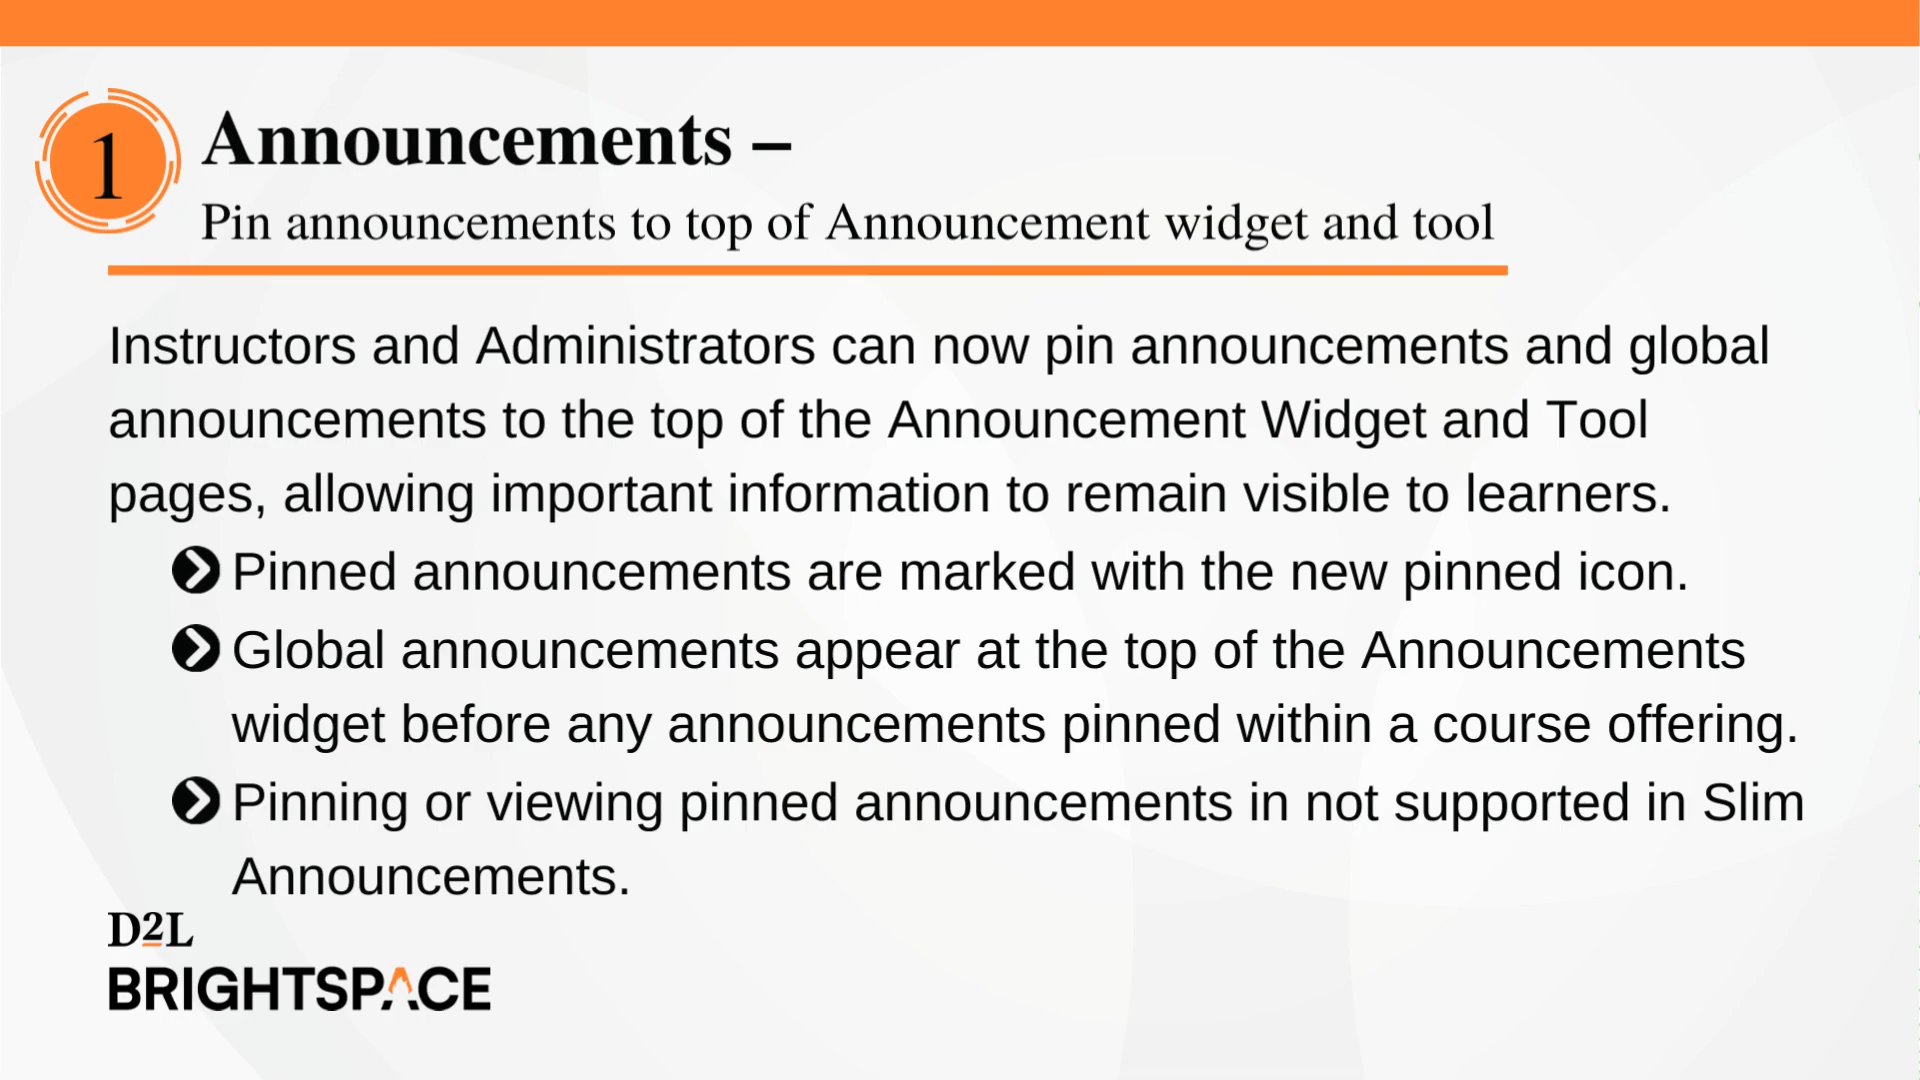 1
Announcements –
Pin announcements to top of Announcement widget and tool
Instructors and Administrators can now pin announcements and global
announcements to the top of the Announcement Widget and Tool
pages, allowing important information to remain visible to learners.
Pinned announcements are marked with the new pinned icon.
Global announcements appear at the top of the Announcements
widget before any announcements pinned within a course offering.
Pinning or viewing pinned announcements in not supported in Slim
Announcements.
D2L
BRIGHTSPACE